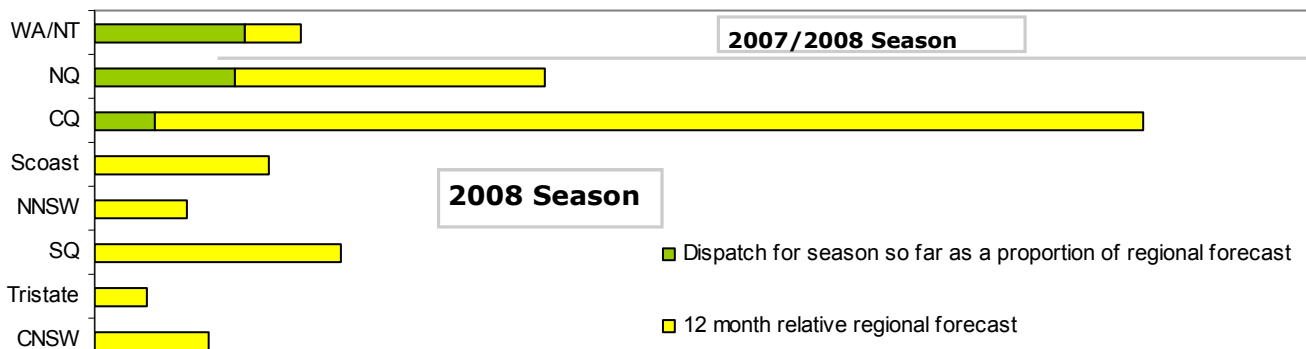 WA/NT
2007/2008 Season
NQ
CQ
Scoast
2008 Season
NNSW
SQ
Dispatch for season so far as a proportion of regional forecast
Tristate
12 month relative regional forecast
CNSW